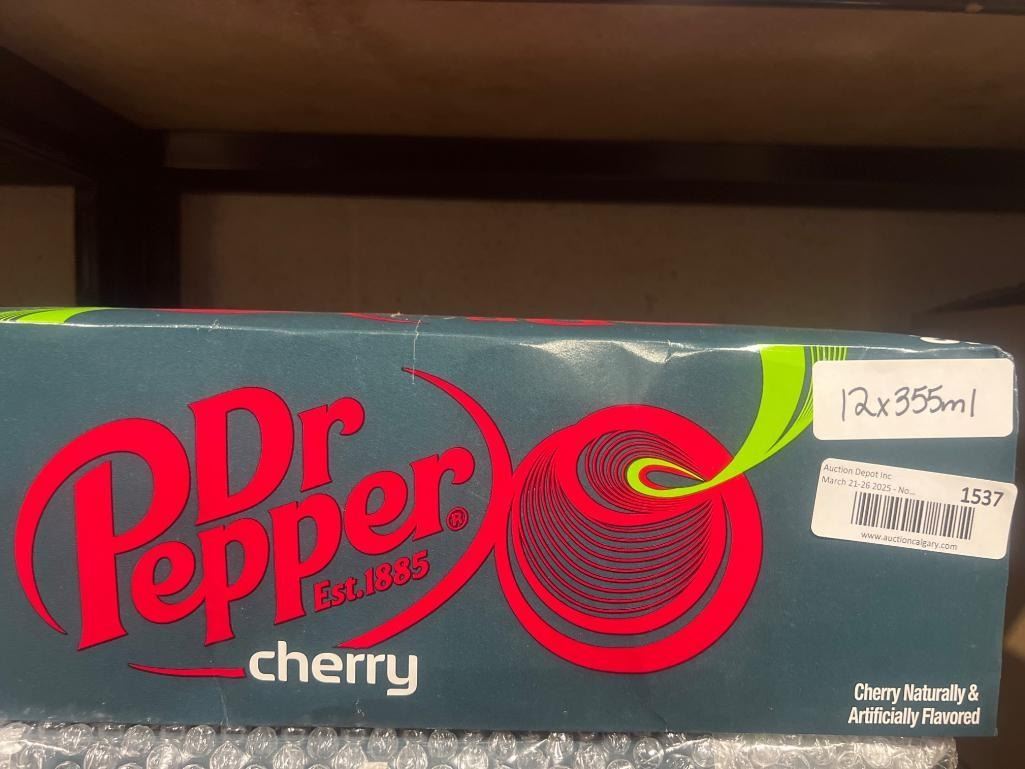 Dr
Pepper®
Est.1885
cherry
12x355ml
Auction Depot Inc
March 21-26 2025 - No...
1537
www.auctioncalgary.com
Cherry Naturally &
Artificially Flavored